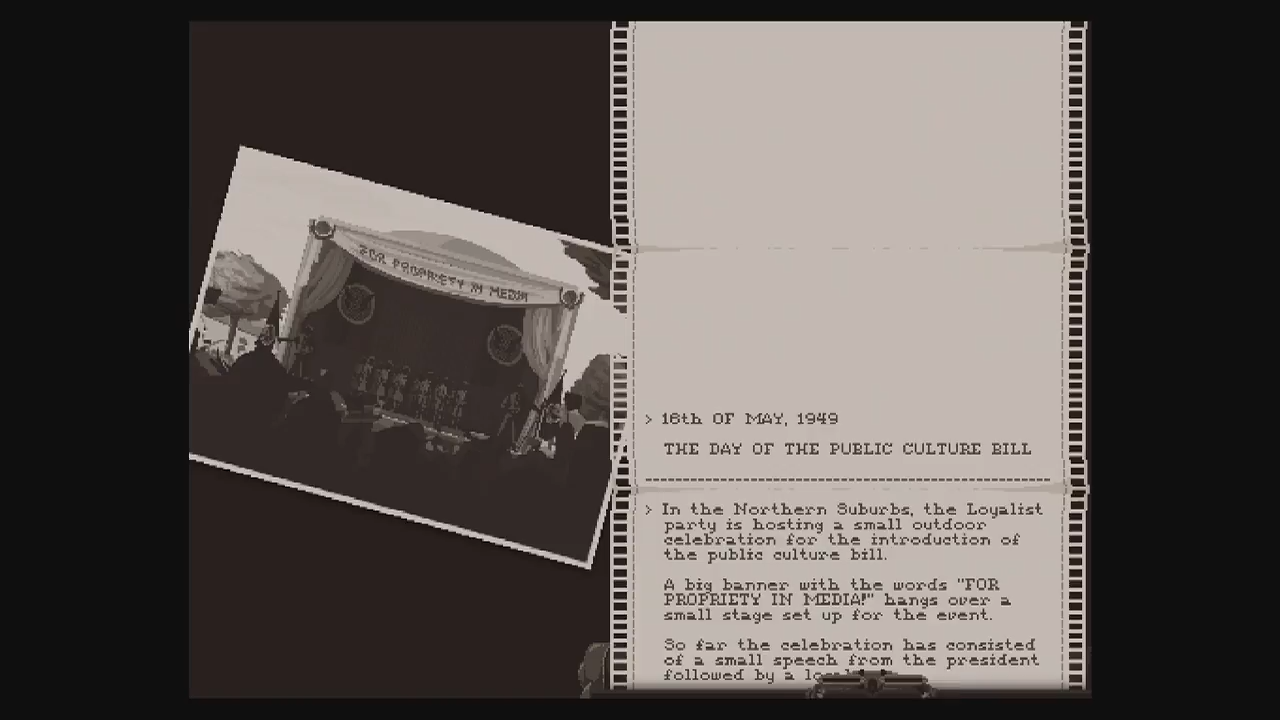 FOR PROPRIETY IN MEDIA
> 16th OF MAY, 1949
THE DAY OF THE PUBLIC CULTURE BILL
> In the Northern Suburbs, the Loyalist
party is hosting a small outdoor
celebration for the introduction of
the public culture bill.
A big banner with the words "FOR
PROPRIETY IN MEDIA!" hangs over a
small stage set up for the event.
So far the celebration has consisted
of a small speech from the president
followed by a